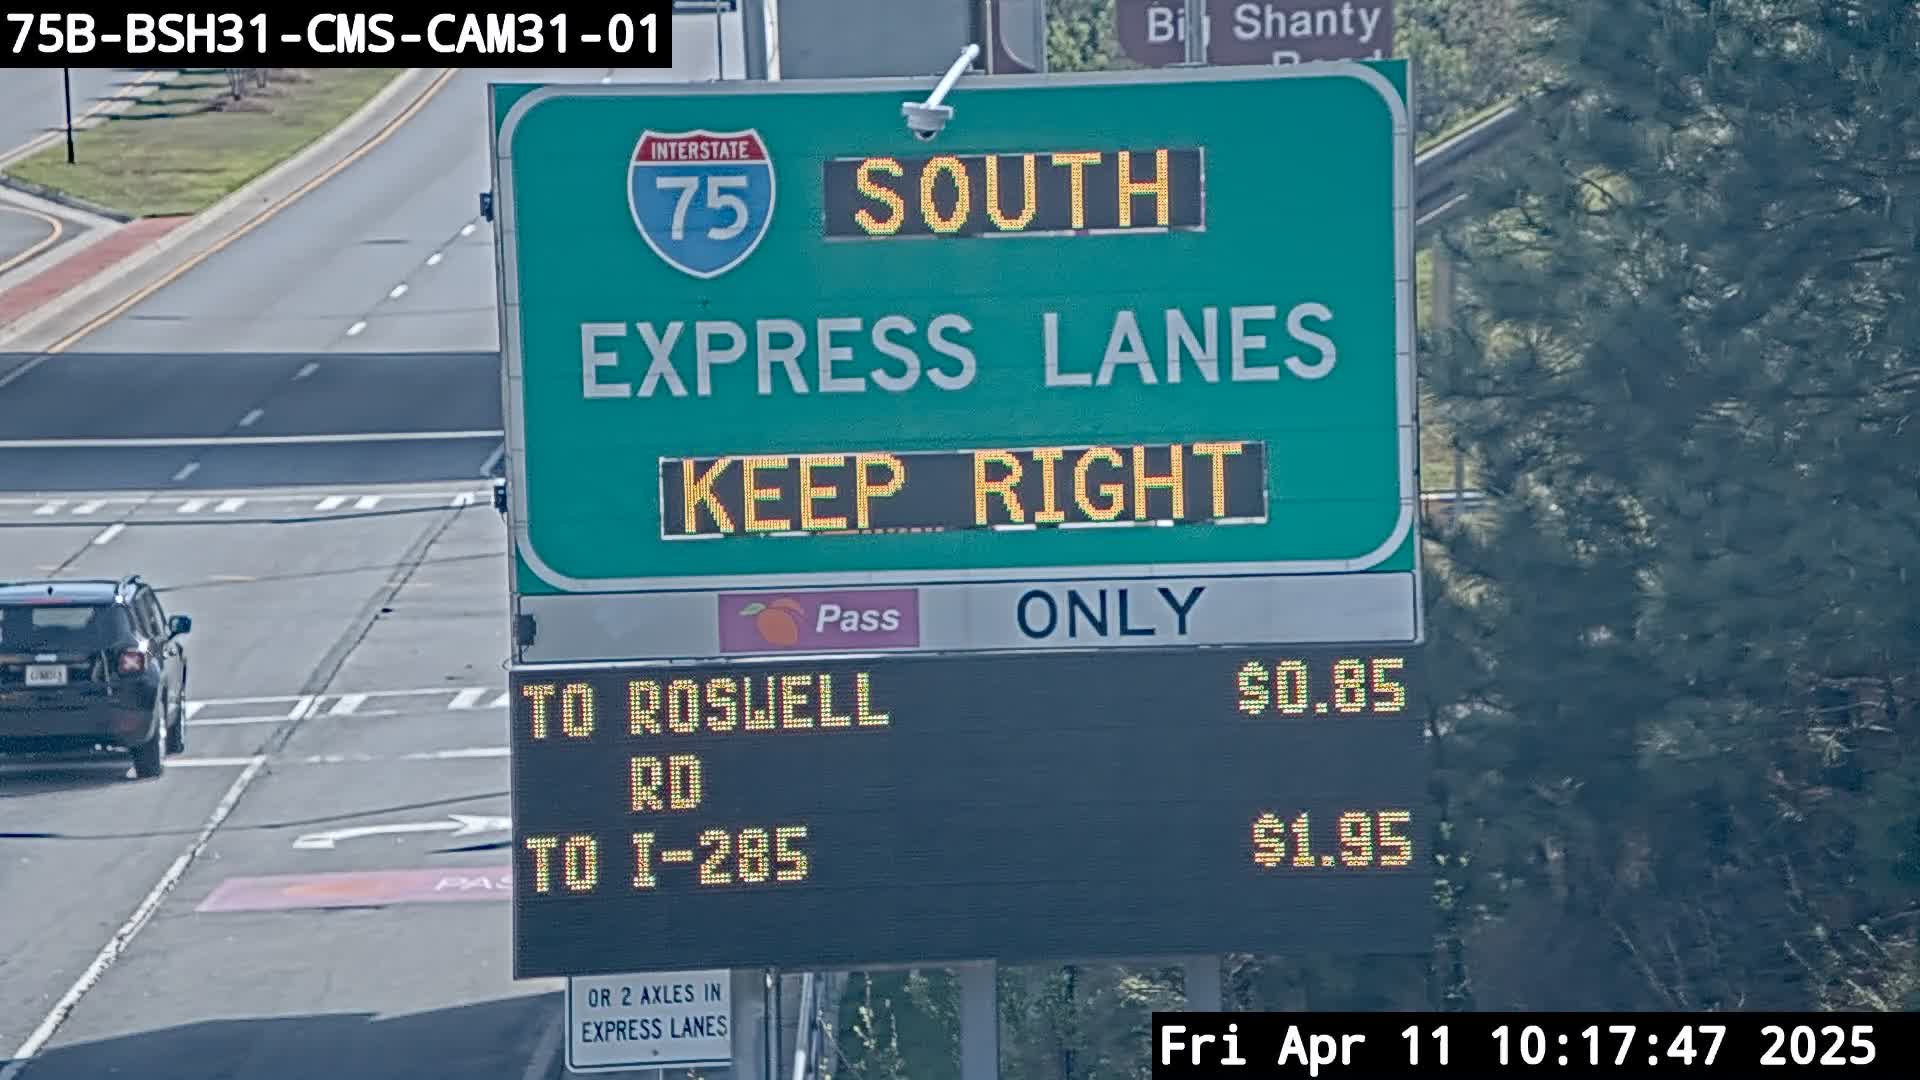 75B-BSH31-CMS-CAM31-01
Big Shanty
Road
INTERSTATE
75
SOUTH
EXPRESS LANES
KEEP RIGHT
Pass ONLY
TO ROSWELL $0.85
RD
TO I-285 $1.95
PAS
OR 2 AXLES IN
EXPRESS LANES
Fri Apr 11 10:17:47 2025